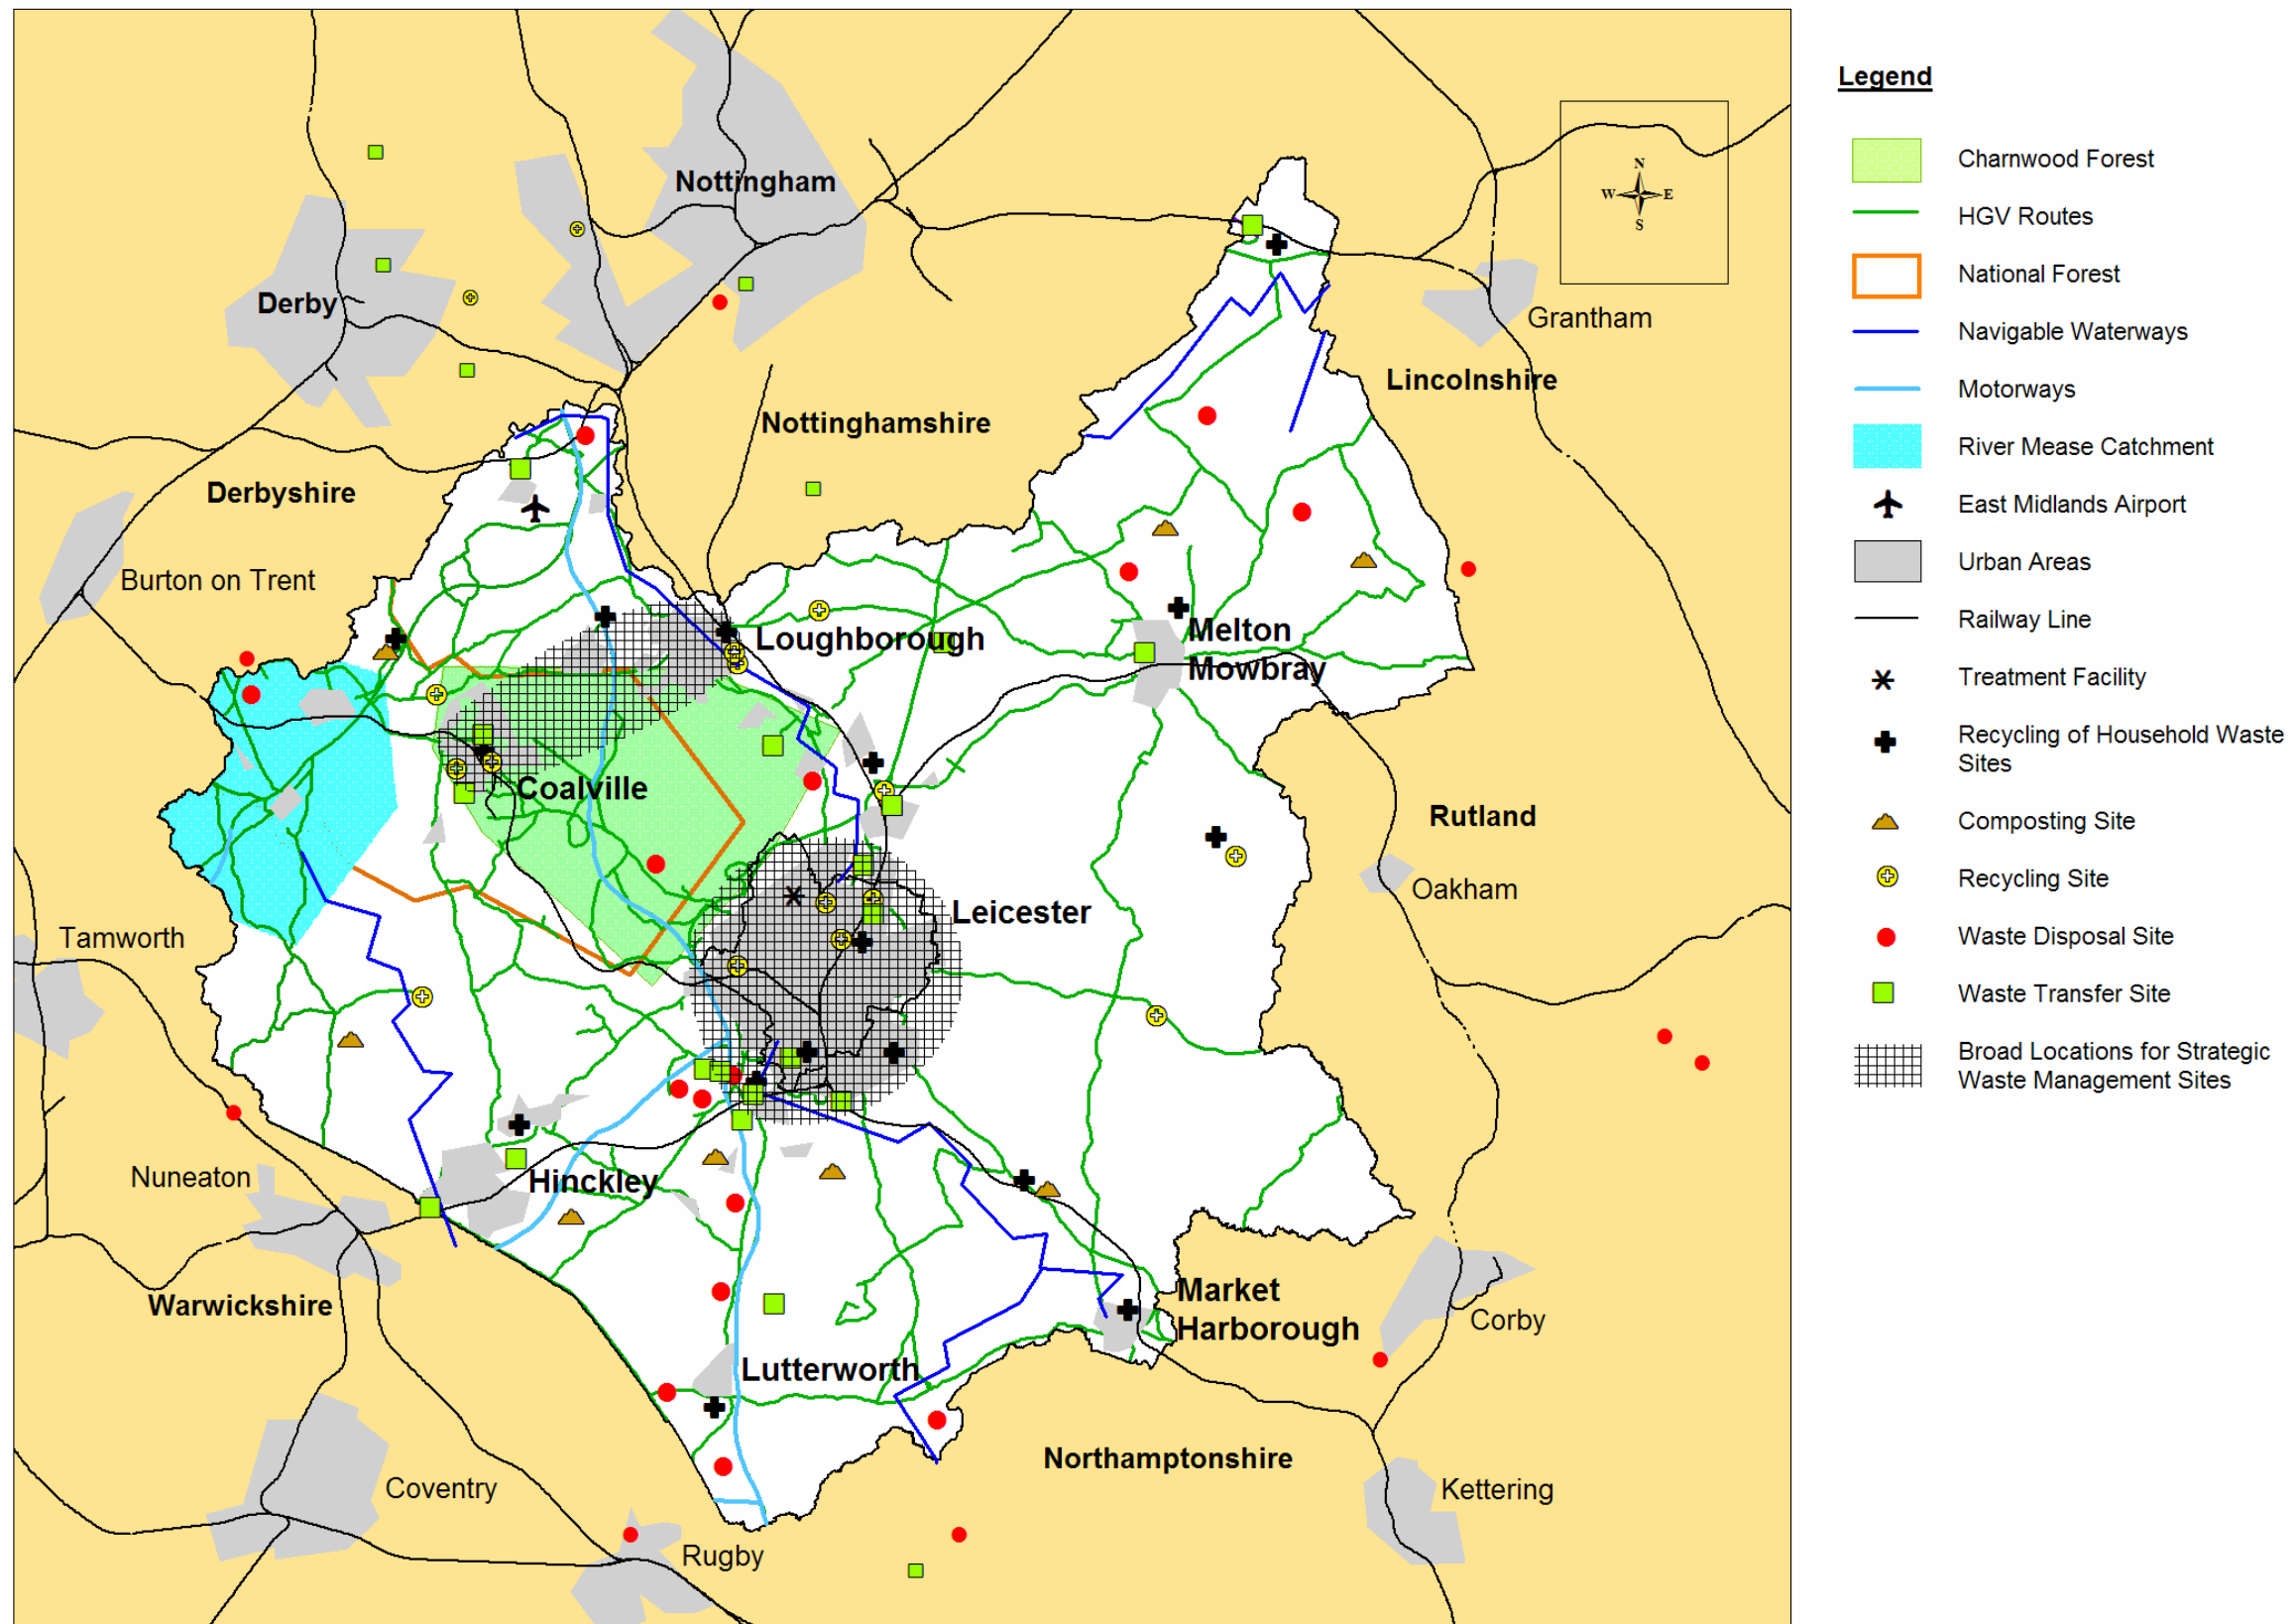 Nottingham
Derby
Grantham
Lincolnshire
Nottinghamshire
Derbyshire
Burton on Trent
Loughborough
Melton
Mowbray
Coalville
Rutland
Oakham
Leicester
Tamworth
Nuneaton
Hinckley
Warwickshire
Market
Harborough
Corby
Lutterworth
Northamptonshire
Coventry
Kettering
Rugby
N
W E
S
Legend
Charnwood Forest
HGV Routes
National Forest
Navigable Waterways
Motorways
River Mease Catchment
East Midlands Airport
Urban Areas
Railway Line
Treatment Facility
Recycling of Household Waste
Sites
Composting Site
Recycling Site
Waste Disposal Site
Waste Transfer Site
Broad Locations for Strategic
Waste Management Sites